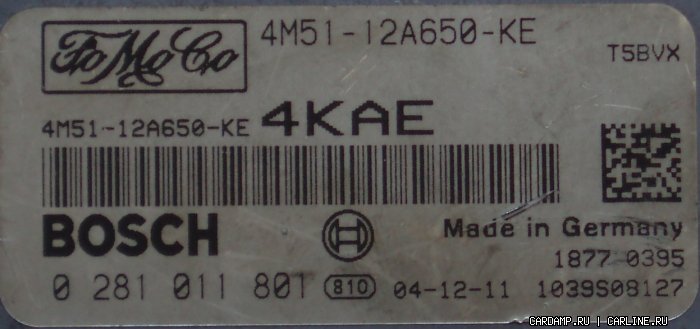 FoMoCo 4M51-12A650-KE
T5BVX
4M51-12A650-KE 4KAE
BOSCH
Made in Germany
1877 0395
0 281 011 801 810 04-12-11 1039S08127
CARDAMP.RU | CARLINE.RU